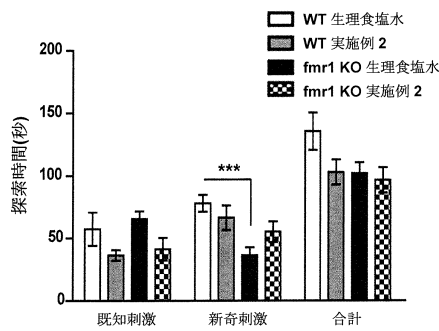 WT 生理食塩水
WT 実施例 2
fmr1 KO 生理食塩水
fmr1 KO 実施例 2
探索時間(秒)
200
150
100
50
0
***
既知刺激
新奇刺激
合計